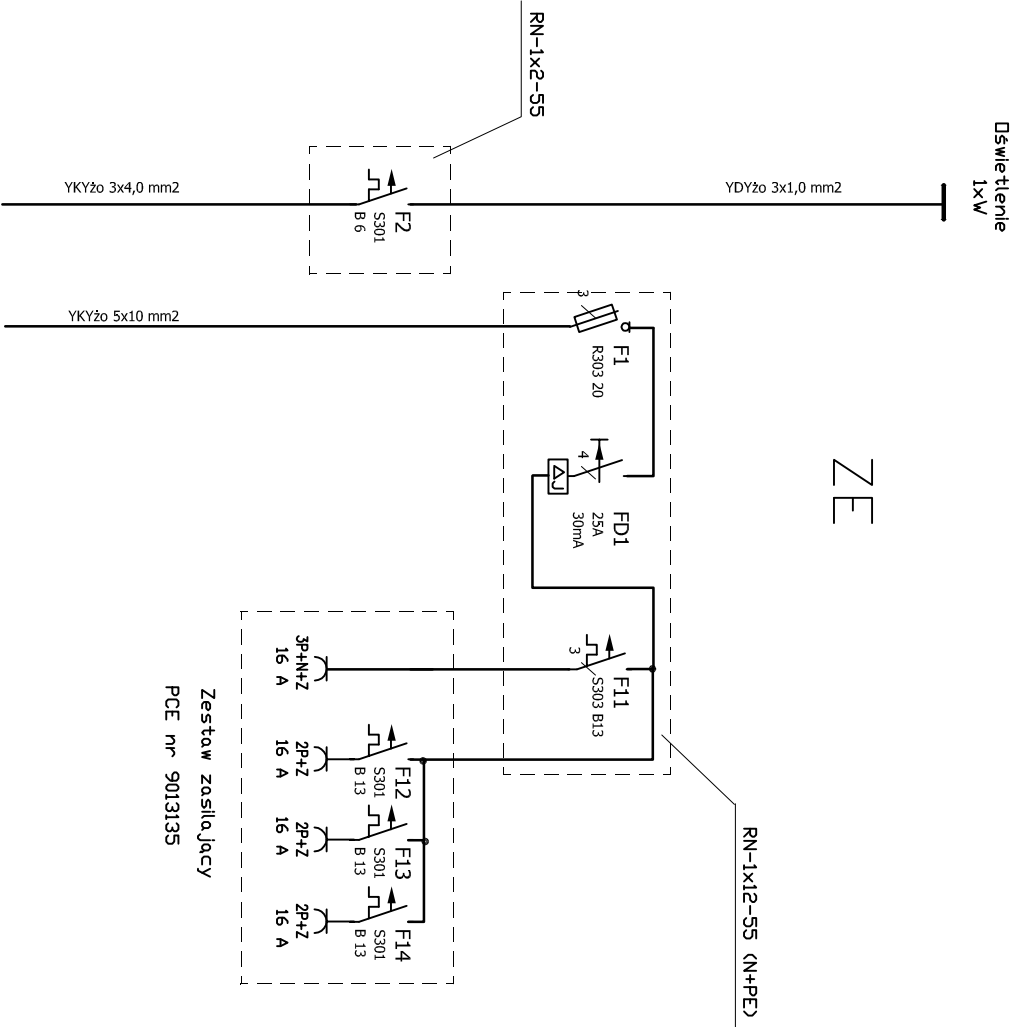 Oświetlenie
1xW
YDYżo 3x1,0 mm2
RN-1x2-55
F2
S301
B 6
YKYżo 3x4,0 mm2
ZE
3
F1
R303 20
YKYżo 5x10 mm2
4
ΔJ
FD1
25A
30mA
3
F11
S303 B13
RN-1x12-55 (N+PE)
3P+N+Z
16 A
F12
S301
B 13
2P+Z
16 A
F13
S301
B 13
2P+Z
16 A
F14
S301
B 13
2P+Z
16 A
Zestaw zasilający
PCE nr 9013135